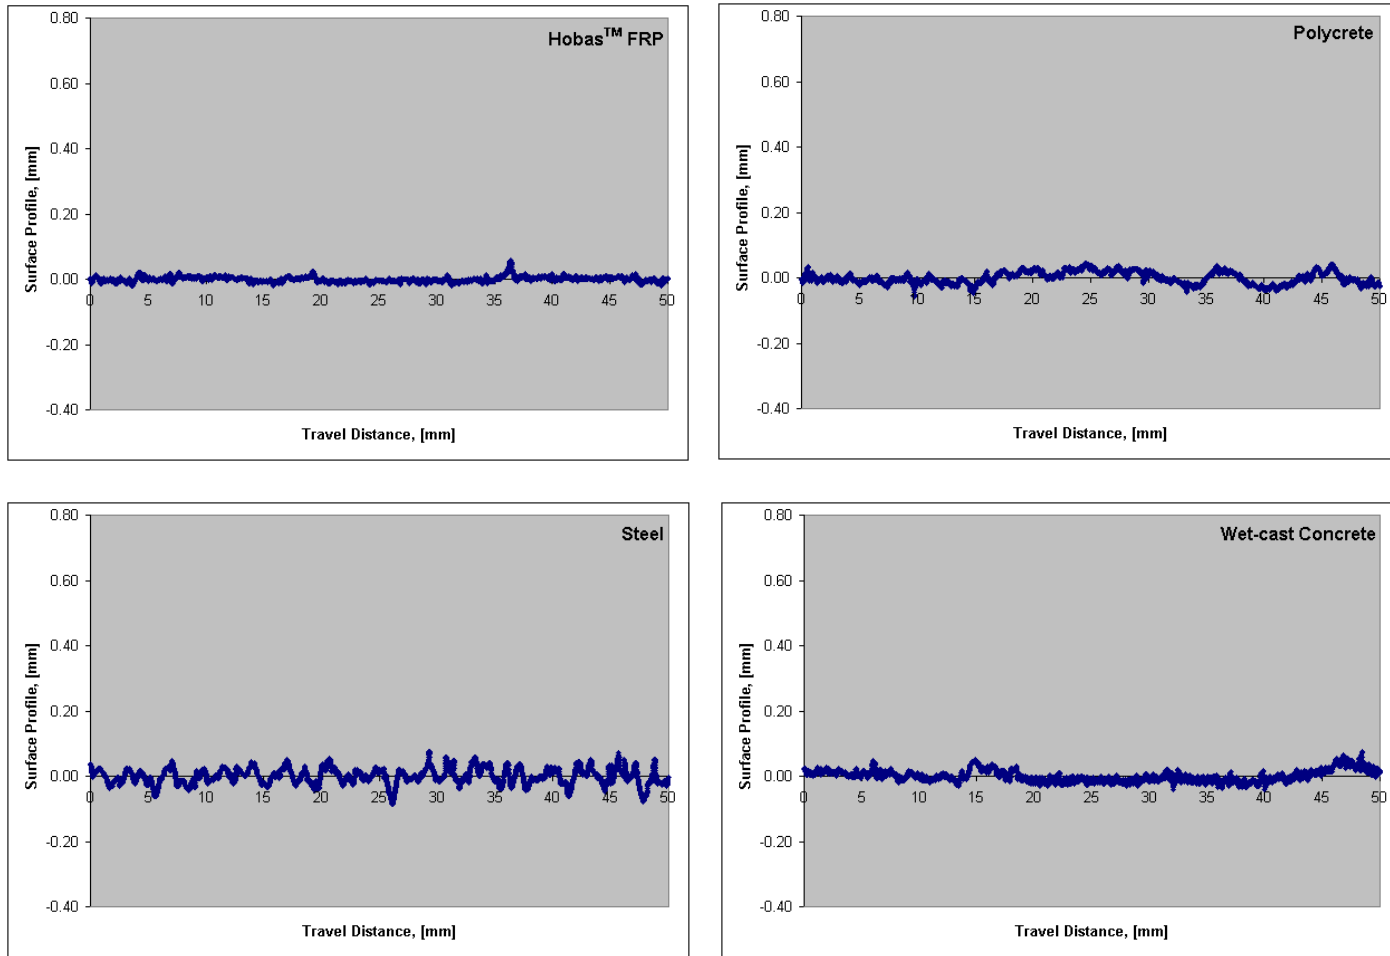 Hobas™ FRP
0.80
0.60
0.40
0.20
0.00
-0.20
-0.40
0 5 10 15 20 25 30 35 40 45 50
Surface Profile, [mm]
Travel Distance, [mm]
Polycrete
0.80
0.60
0.40
0.20
0.00
-0.20
-0.40
0 5 10 15 20 25 30 35 40 45 50
Surface Profile, [mm]
Travel Distance, [mm]
Steel
0.80
0.60
0.40
0.20
0.00
-0.20
-0.40
0 5 10 15 20 25 30 35 40 45 50
Surface Profile, [mm]
Travel Distance, [mm]
Wet-cast Concrete
0.80
0.60
0.40
0.20
0.00
-0.20
-0.40
0 5 10 15 20 25 30 35 40 45 50
Surface Profile, [mm]
Travel Distance, [mm]